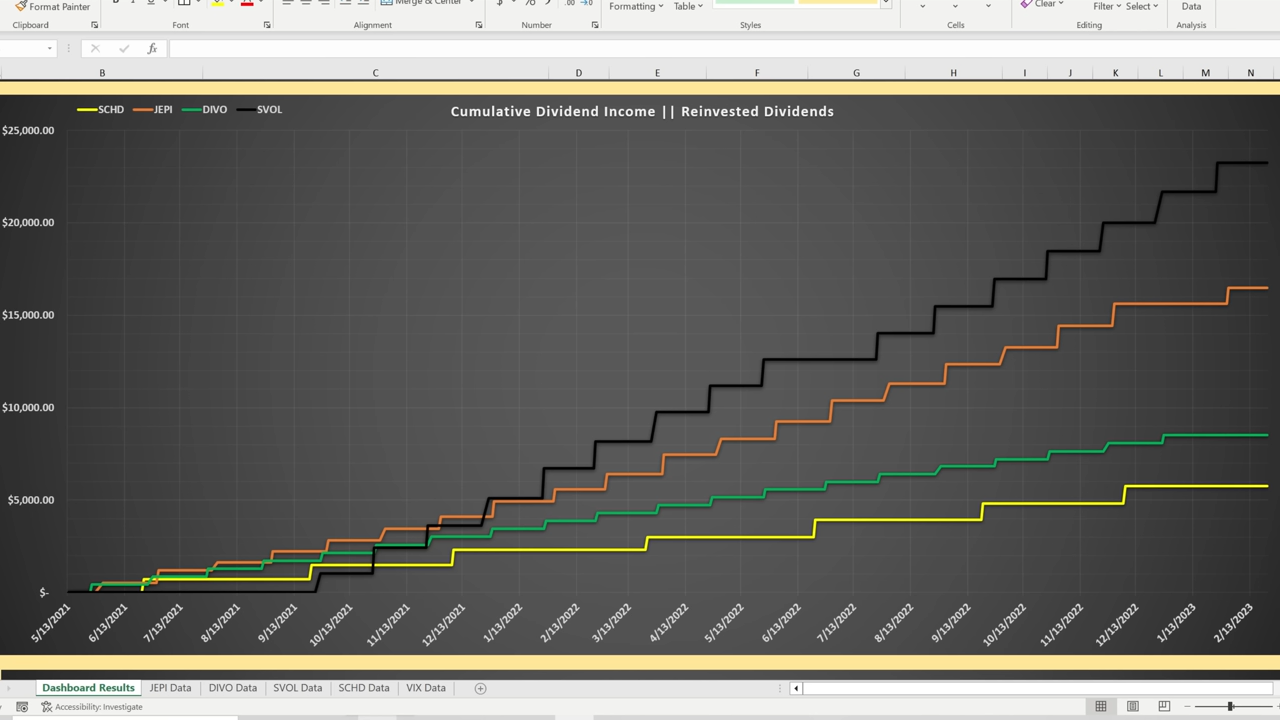 Format Painter
Merge & Center
Formatting
Table
Clear
Filter
Select
Data
Clipboard
Font
Alignment
Number
Styles
Cells
Editing
Analysis
fx
B C D E F G H I J K L M N
SCHD JEPI DIVO SVOL
Cumulative Dividend Income || Reinvested Dividends
$25,000.00
$20,000.00
$15,000.00
$10,000.00
$5,000.00
$-
5/13/2021 6/13/2021 7/13/2021 8/13/2021 9/13/2021 10/13/2021 11/13/2021 12/13/2021 1/13/2022 2/13/2022 3/13/2022 4/13/2022 5/13/2022 6/13/2022 7/13/2022 8/13/2022 9/13/2022 10/13/2022 11/13/2022 12/13/2022 1/13/2023 2/13/2023
Dashboard Results JEPI Data DIVO Data SVOL Data SCHD Data VIX Data
Accessibility: Investigate